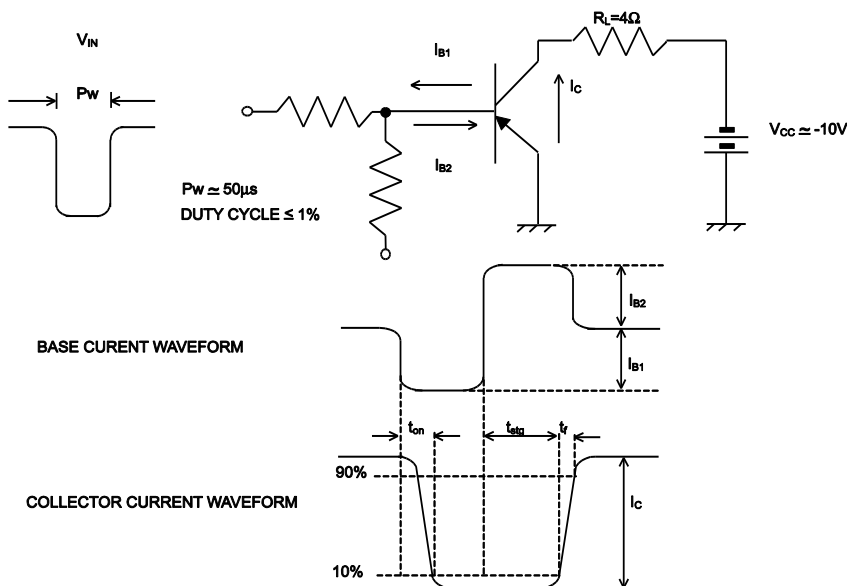 RL=4Ω
VIN
IB1
Pw
IC
VCC ≃ -10V
IB2
Pw ≃ 50µs
DUTY CYCLE ≤ 1%
IB2
BASE CURENT WAVEFORM
IB1
ton
tstg
tf
90%
COLLECTOR CURRENT WAVEFORM
IC
10%